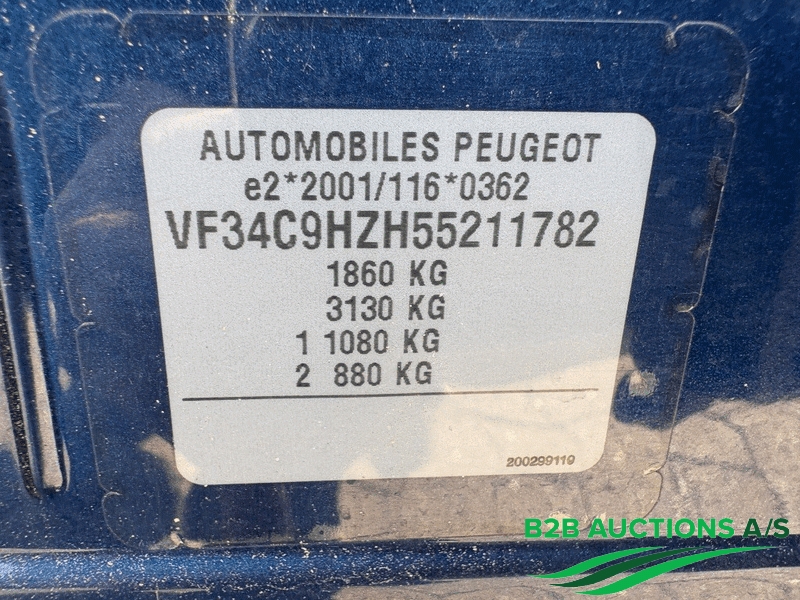 AUTOMOBILES PEUGEOT
e2*2001/116*0362
VF34C9HZH55211782
1860 KG
3130 KG
1 1080 KG
2 880 KG
200299119
B2B AUCTIONS A/S